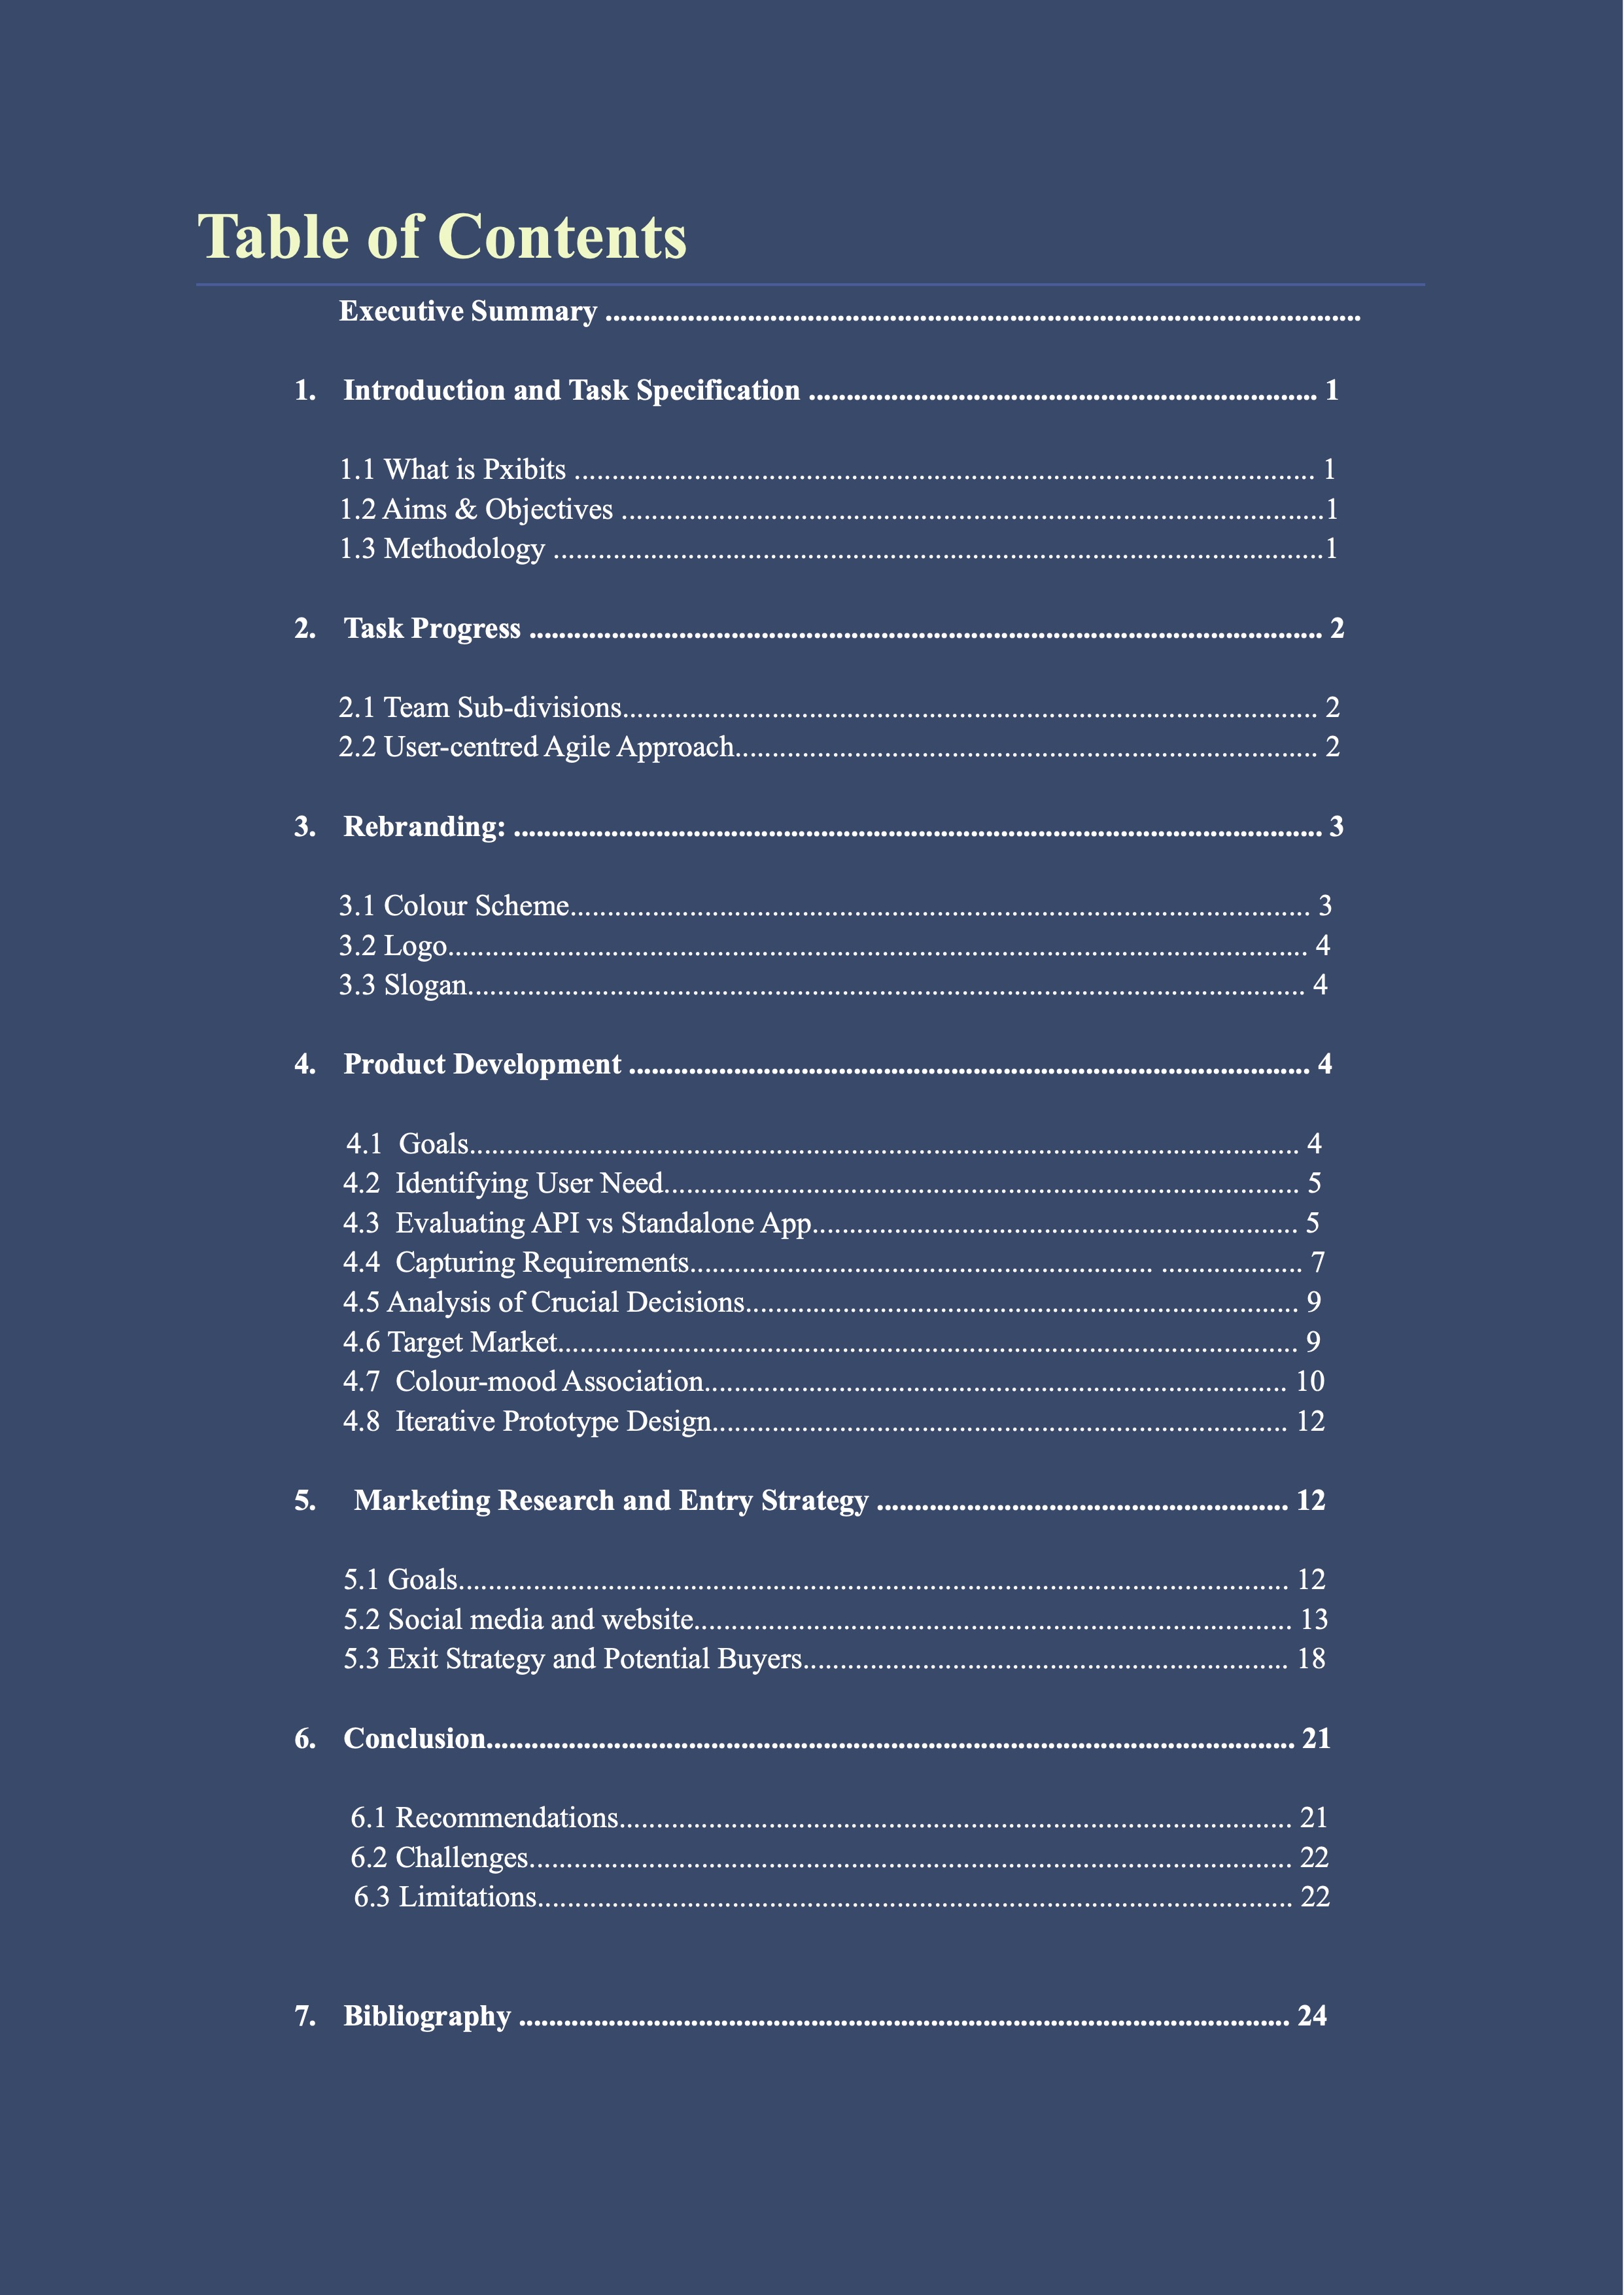 Table of Contents
Executive Summary ....................................................................................................
1. Introduction and Task Specification .................................................................... 1
1.1 What is Pxibits ................................................................................................... 1
1.2 Aims & Objectives ..............................................................................................1
1.3 Methodology .......................................................................................................1
2. Task Progress .......................................................................................................... 2
2.1 Team Sub-divisions............................................................................................. 2
2.2 User-centred Agile Approach.............................................................................. 2
3. Rebranding: ............................................................................................................ 3
3.1 Colour Scheme................................................................................................... 3
3.2 Logo................................................................................................................... 4
3.3 Slogan................................................................................................................ 4
4. Product Development ........................................................................................... 4
4.1 Goals............................................................................................................... 4
4.2 Identifying User Need..................................................................................... 5
4.3 Evaluating API vs Standalone App................................................................. 5
4.4 Capturing Requirements.............................................................. ................... 7
4.5 Analysis of Crucial Decisions.......................................................................... 9
4.6 Target Market................................................................................................... 9
4.7 Colour-mood Association.............................................................................. 10
4.8 Iterative Prototype Design............................................................................. 12
5. Marketing Research and Entry Strategy ....................................................... 12
5.1 Goals............................................................................................................... 12
5.2 Social media and website................................................................................ 13
5.3 Exit Strategy and Potential Buyers................................................................. 18
6. Conclusion............................................................................................................ 21
6.1 Recommendations.......................................................................................... 21
6.2 Challenges...................................................................................................... 22
6.3 Limitations..................................................................................................... 22
7. Bibliography ....................................................................................................... 24